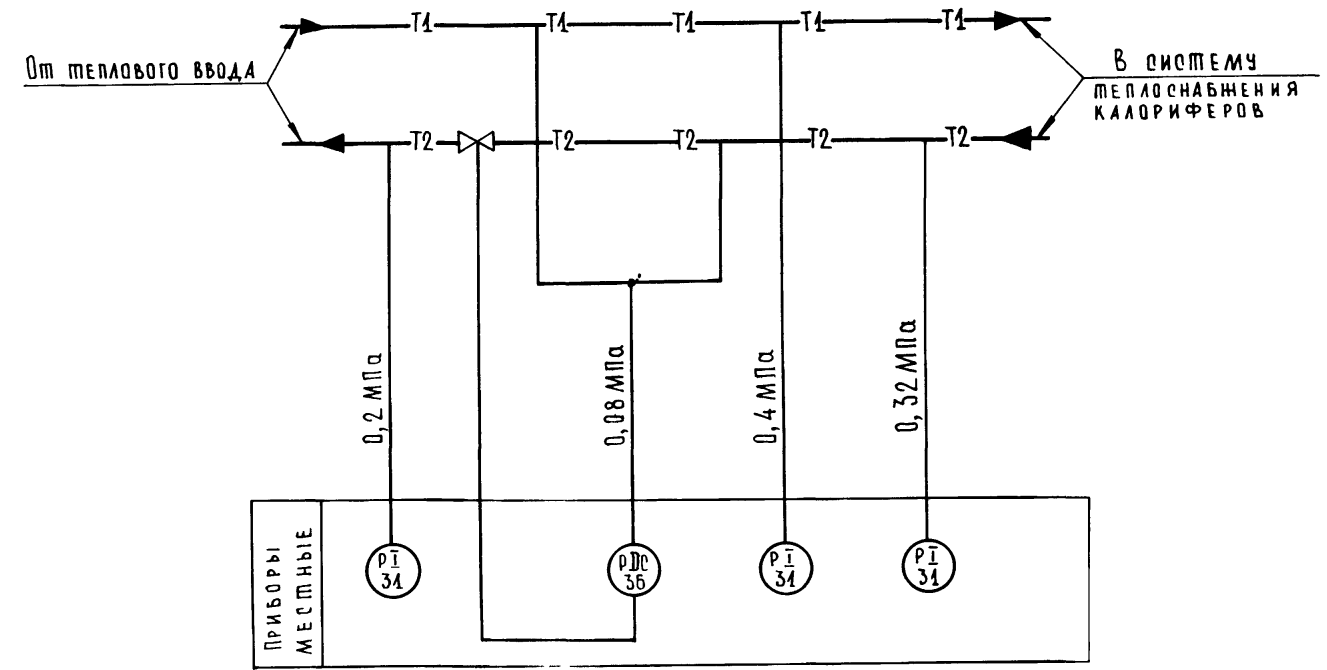 Т1 Т1 Т1 Т1 Т1
От теплового ввода
В систему
теплоснабжения
калориферов
Т2 Т2 Т2 Т2 Т2
0,2 МПа
0,08 МПа
0,4 МПа
0,32 МПа
Приборы
местные
PI
31
PDC
36
PI
31
PI
31